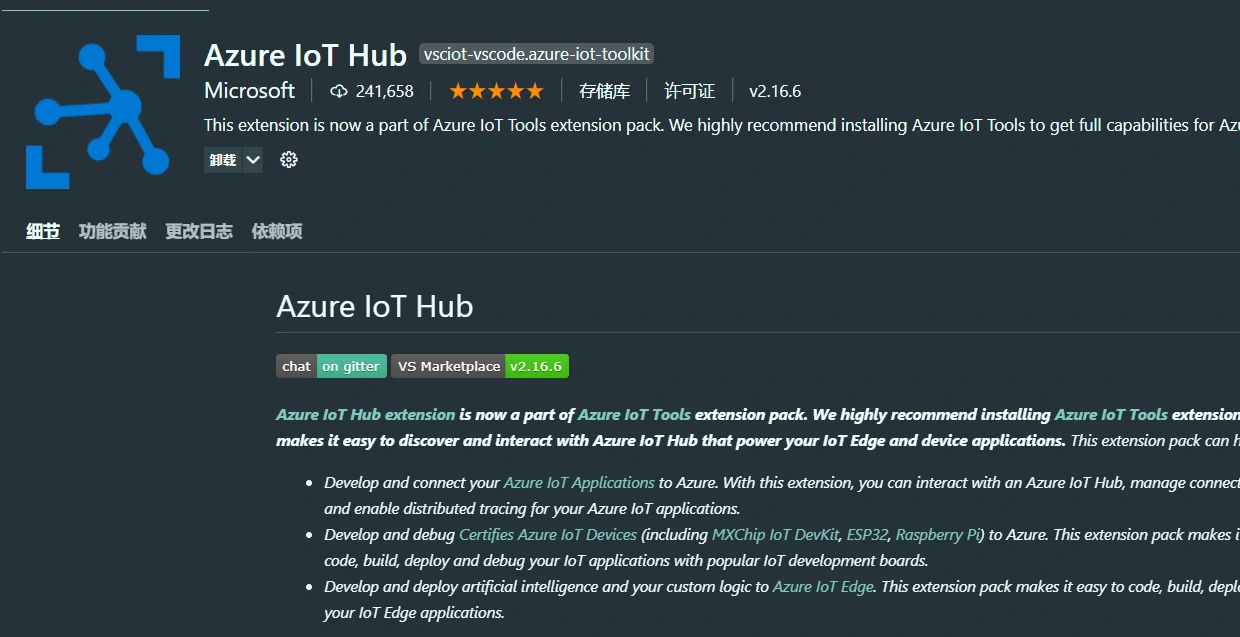 Azure IoT Hub vsciot-vscode.azure-iot-toolkit
Microsoft 241,658 存储库 许可证 v2.16.6
This extension is now a part of Azure IoT Tools extension pack. We highly recommend installing Azure IoT Tools to get full capabilities for
卸载
细节 功能贡献 更改日志 依赖项
Azure IoT Hub
chat on gitter VS Marketplace v2.16.6
Azure IoT Hub extension is now a part of Azure IoT Tools extension pack. We highly recommend installing Azure IoT Tools extension
makes it easy to discover and interact with Azure IoT Hub that power your IoT Edge and device applications. This extension pack can
• Develop and connect your Azure IoT Applications to Azure. With this extension, you can interact with an Azure IoT Hub, manage
and enable distributed tracing for your Azure IoT applications.
• Develop and debug Certifies Azure IoT Devices (including MXChip IoT DevKit, ESP32, Raspberry Pi) to Azure. This extension pack makes
code, build, deploy and debug your IoT applications with popular IoT development boards.
• Develop and deploy artificial intelligence and your custom logic to Azure IoT Edge. This extension pack makes it easy to code, build,
your IoT Edge applications.